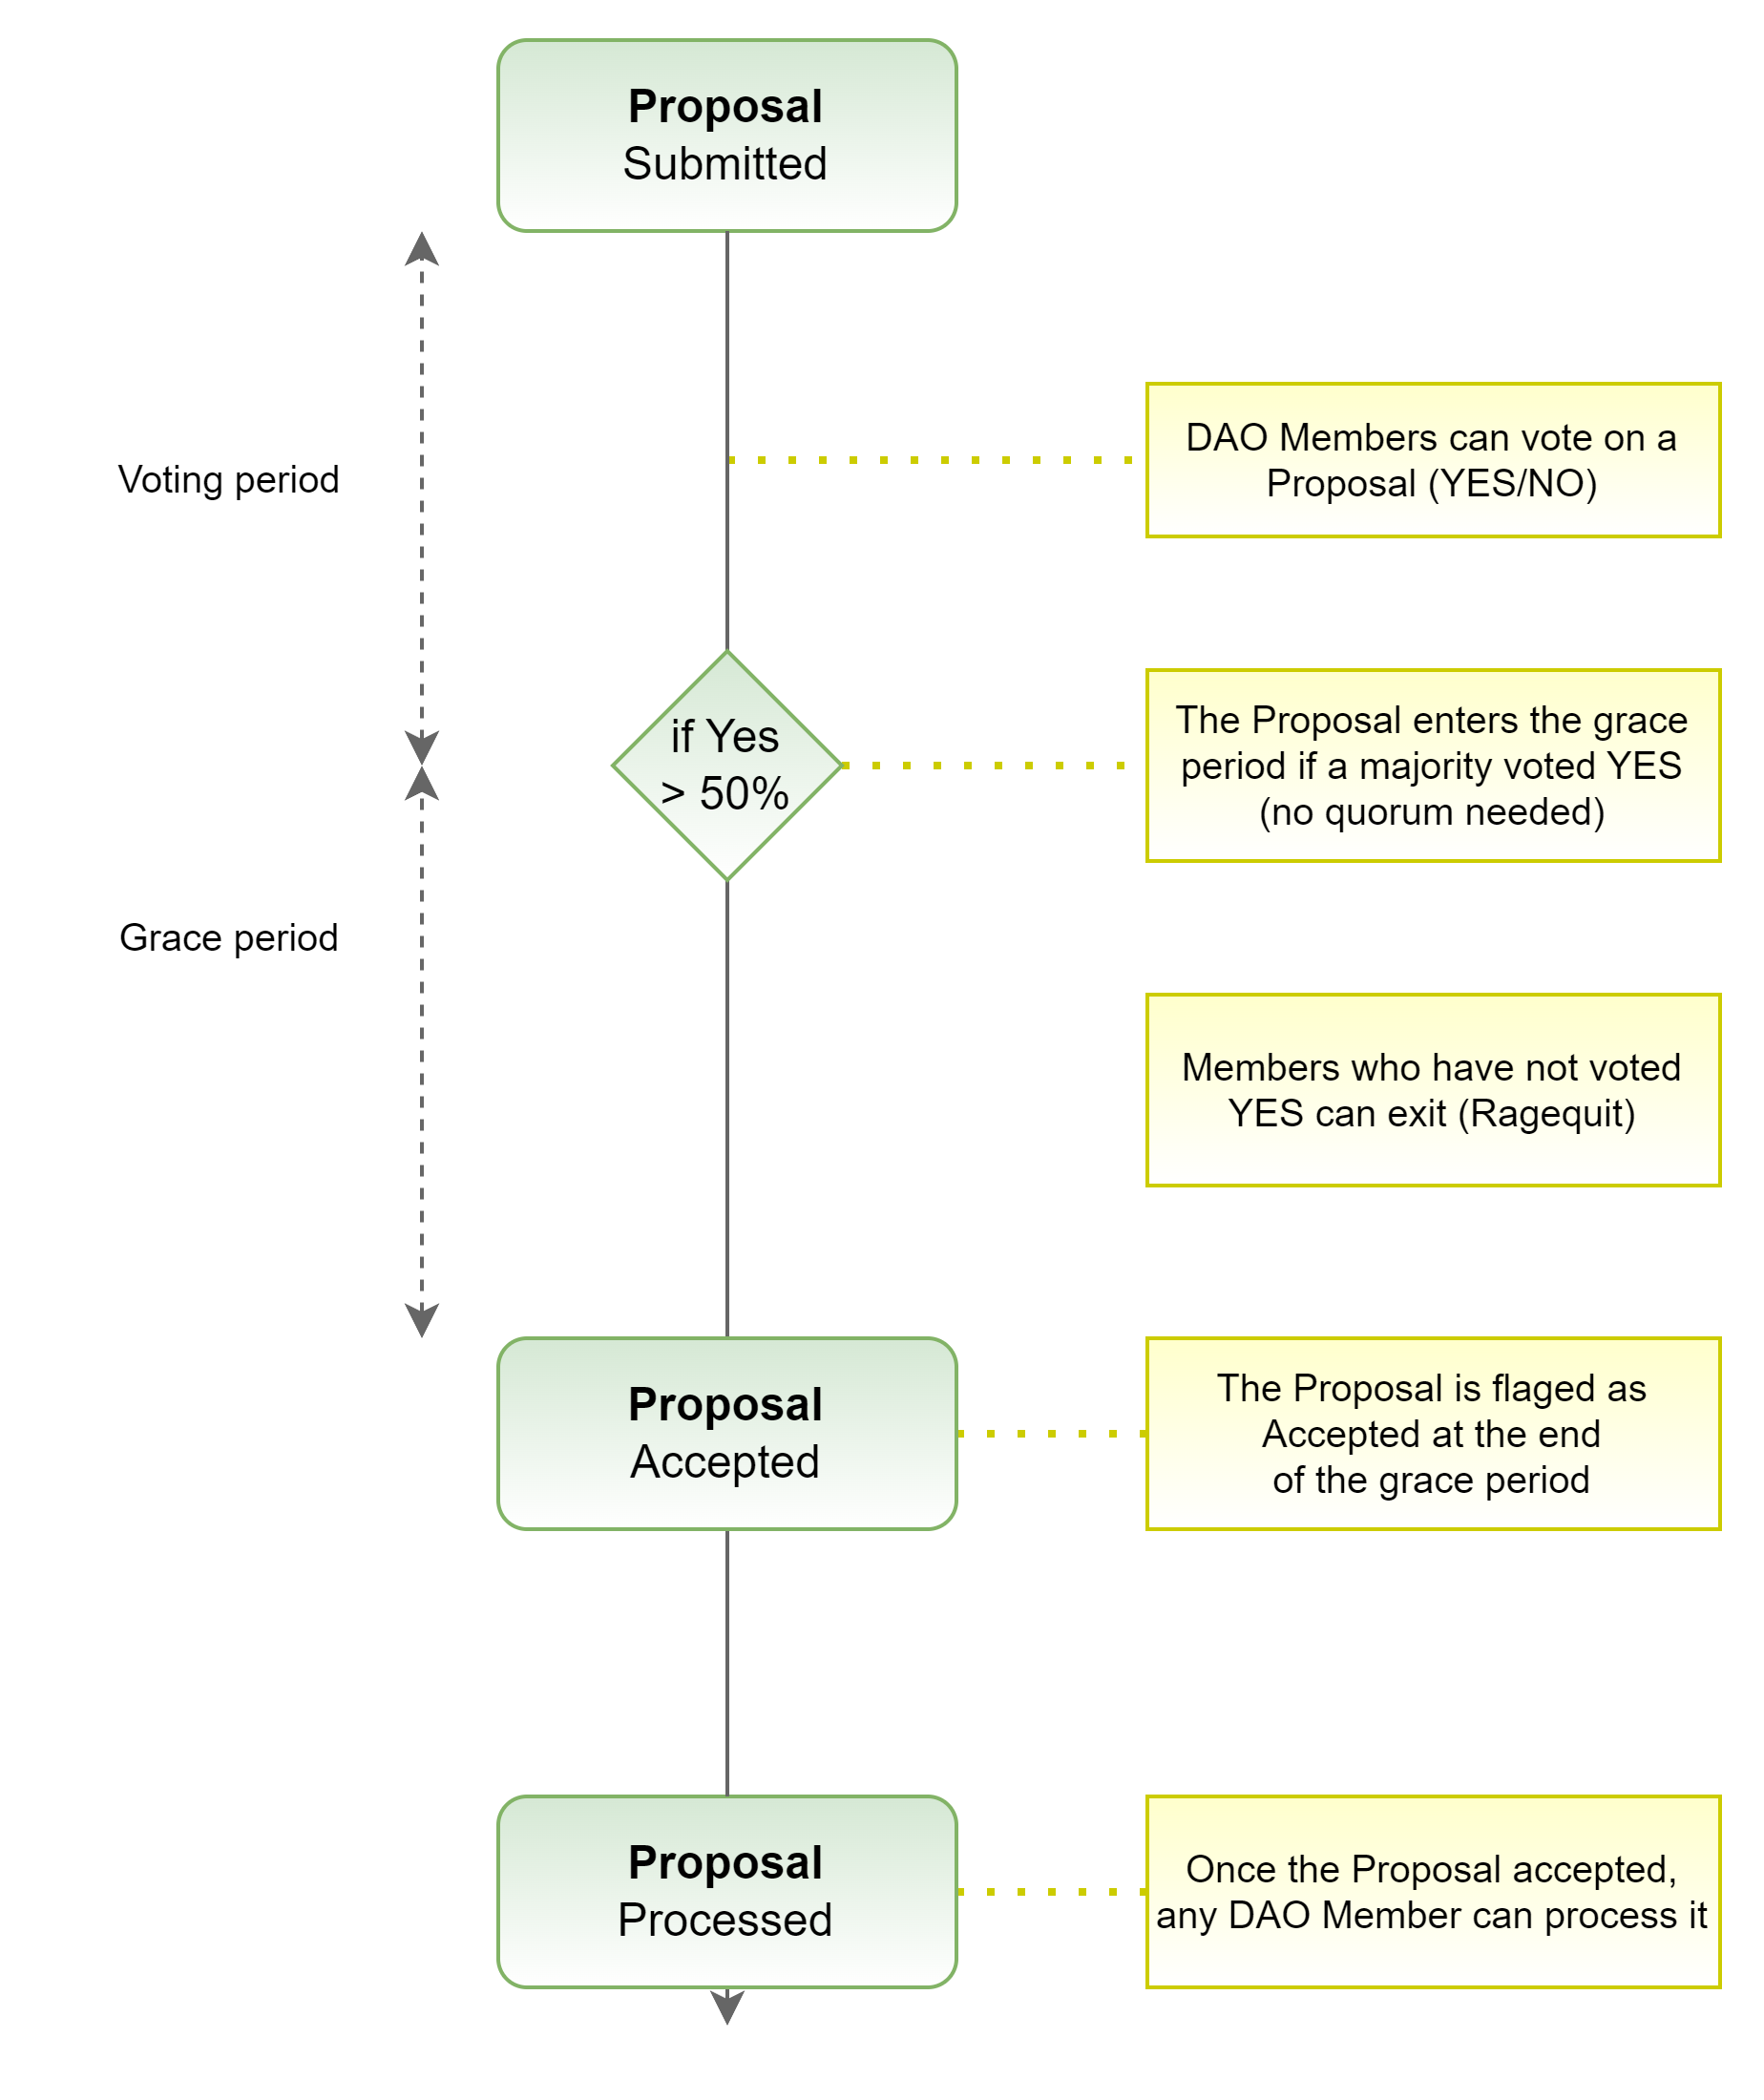 Proposal
Submitted
DAO Members can vote on a
Proposal (YES/NO)
Voting period
if Yes
> 50%
The Proposal enters the grace
period if a majority voted YES
(no quorum needed)
Grace period
Members who have not voted
YES can exit (Ragequit)
Proposal
Accepted
The Proposal is flaged as
Accepted at the end
of the grace period
Proposal
Processed
Once the Proposal accepted,
any DAO Member can process it